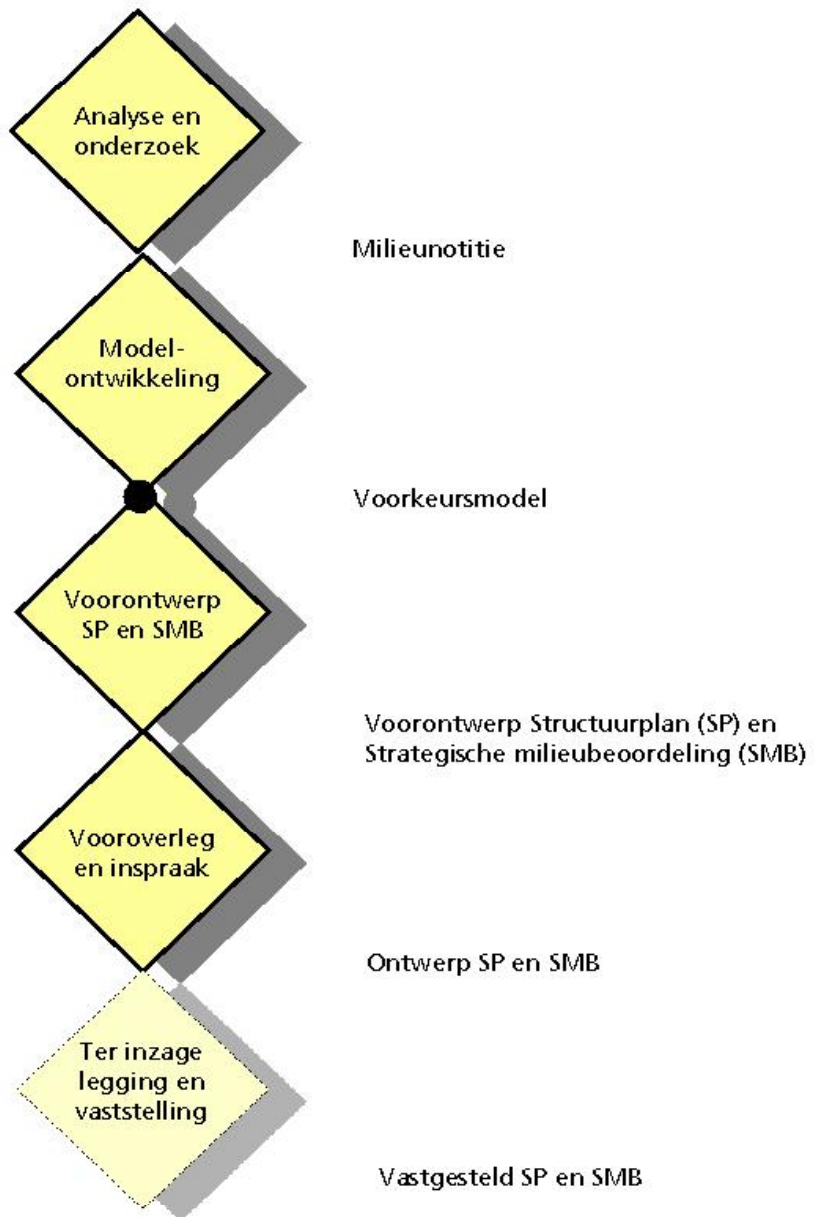 Analyse en
onderzoek
Milieunotitie
Model-
ontwikkeling
Voorkeursmodel
Voorontwerp
SP en SMB
Voorontwerp Structuurplan (SP) en
Strategische milieubeoordeling (SMB)
Vooroverleg
en inspraak
Ontwerp SP en SMB
Ter inzage
legging en
vaststelling
Vastgesteld SP en SMB